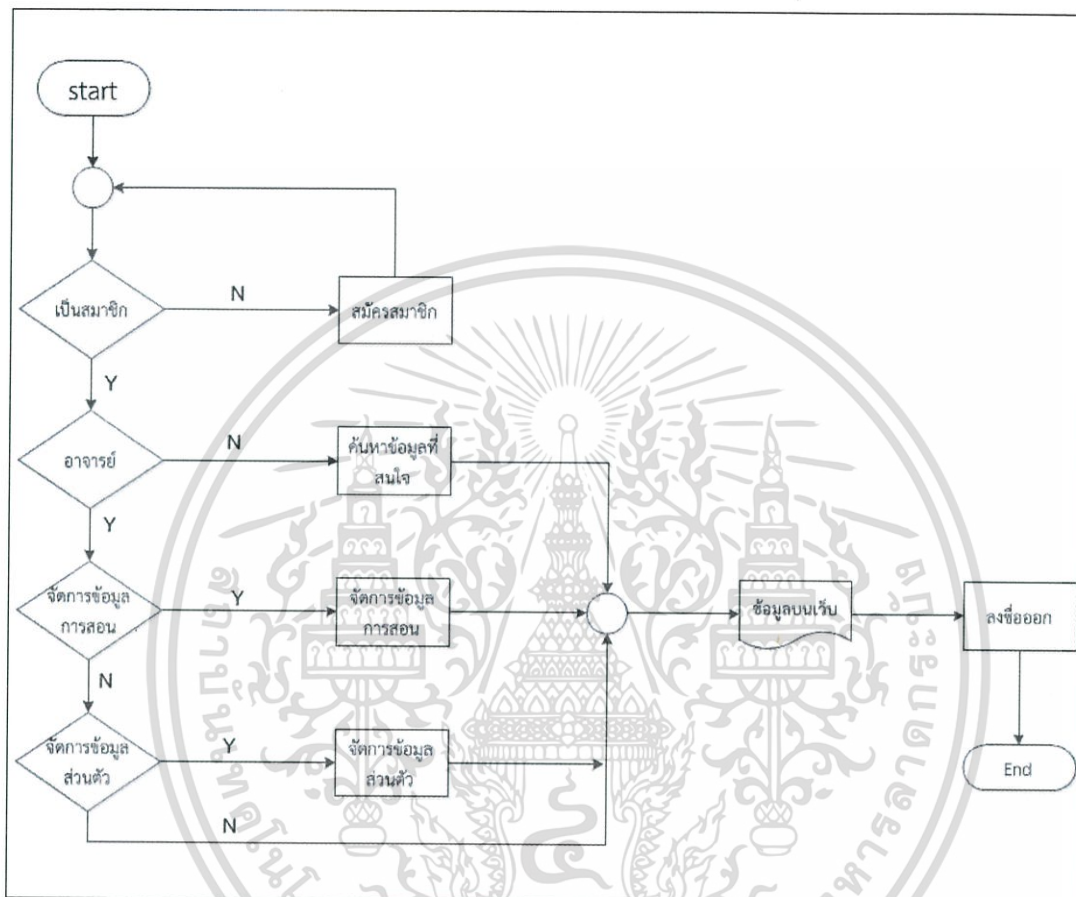 start
เป็นสมาชิก
N
สมัครสมาชิก
Y
อาจารย์
N
ค้นหาข้อมูลที่
สนใจ
Y
จัดการข้อมูล
การสอน
Y
จัดการข้อมูล
การสอน
ข้อมูลบนเว็บ
ลงชื่อออก
N
จัดการข้อมูล
ส่วนตัว
Y
จัดการข้อมูล
ส่วนตัว
N
End